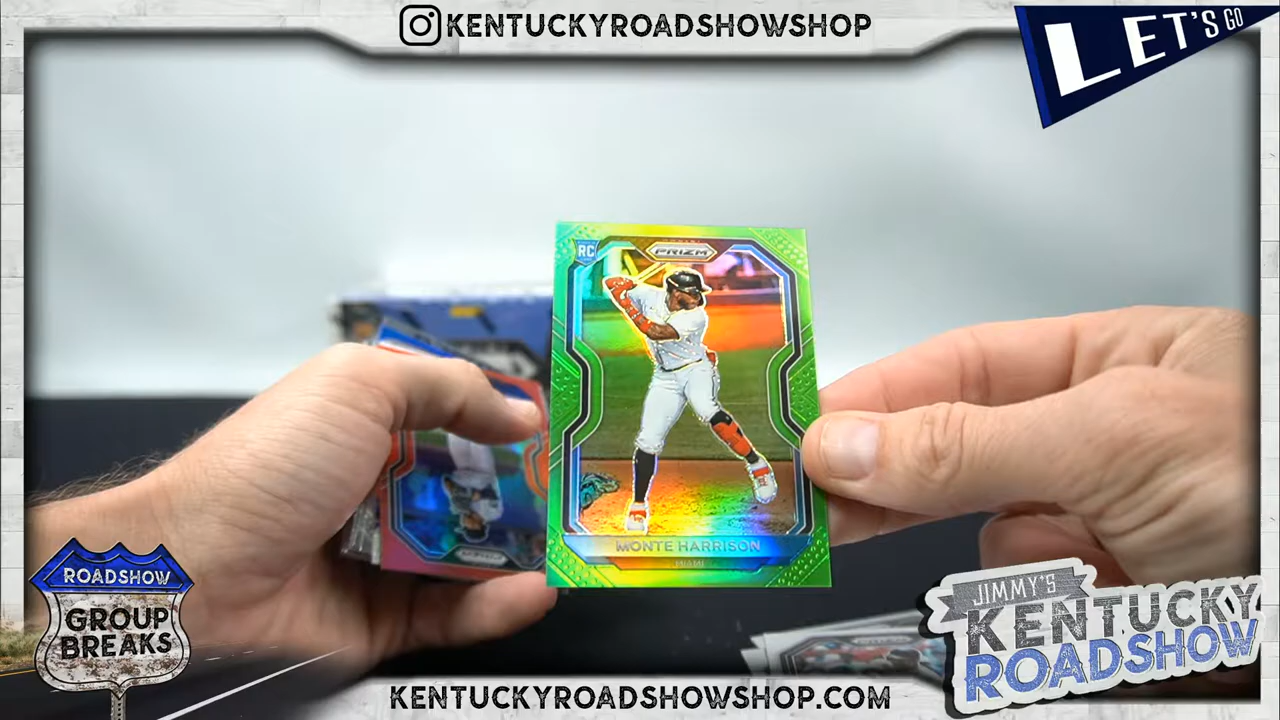 KENTUCKYROADSHOWSHOP
LET'S GO
RC
PRIZM
MONTE HARRISON
MIAMI
ROADSHOW
GROUP
BREAKS
JIMMY'S
KENTUCKY
ROADSHOW
KENTUCKYROADSHOWSHOP.COM